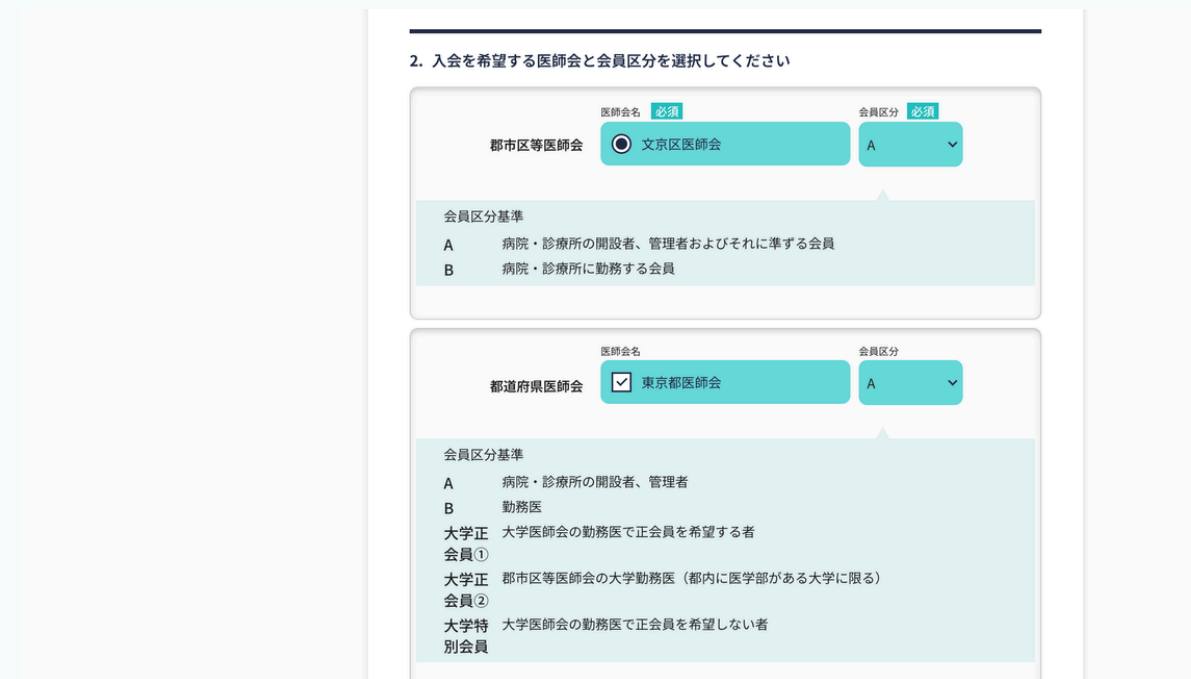 2. 入会を希望する医師会と会員区分を選択してください
医師会名 必須 会員区分 必須
郡市区等医師会 文京区医師会 A
会員区分基準
A 病院・診療所の開設者、管理者およびそれに準ずる会員
B 病院・診療所に勤務する会員
医師会名 会員区分
都道府県医師会 東京都医師会 A
会員区分基準
A 病院・診療所の開設者、管理者
B 勤務医
大学正会員① 大学医師会の勤務医で正会員を希望する者
大学正会員② 郡市区等医師会の大学勤務医（都内に医学部がある大学に限る）
大学特別会員 大学医師会の勤務医で正会員を希望しない者